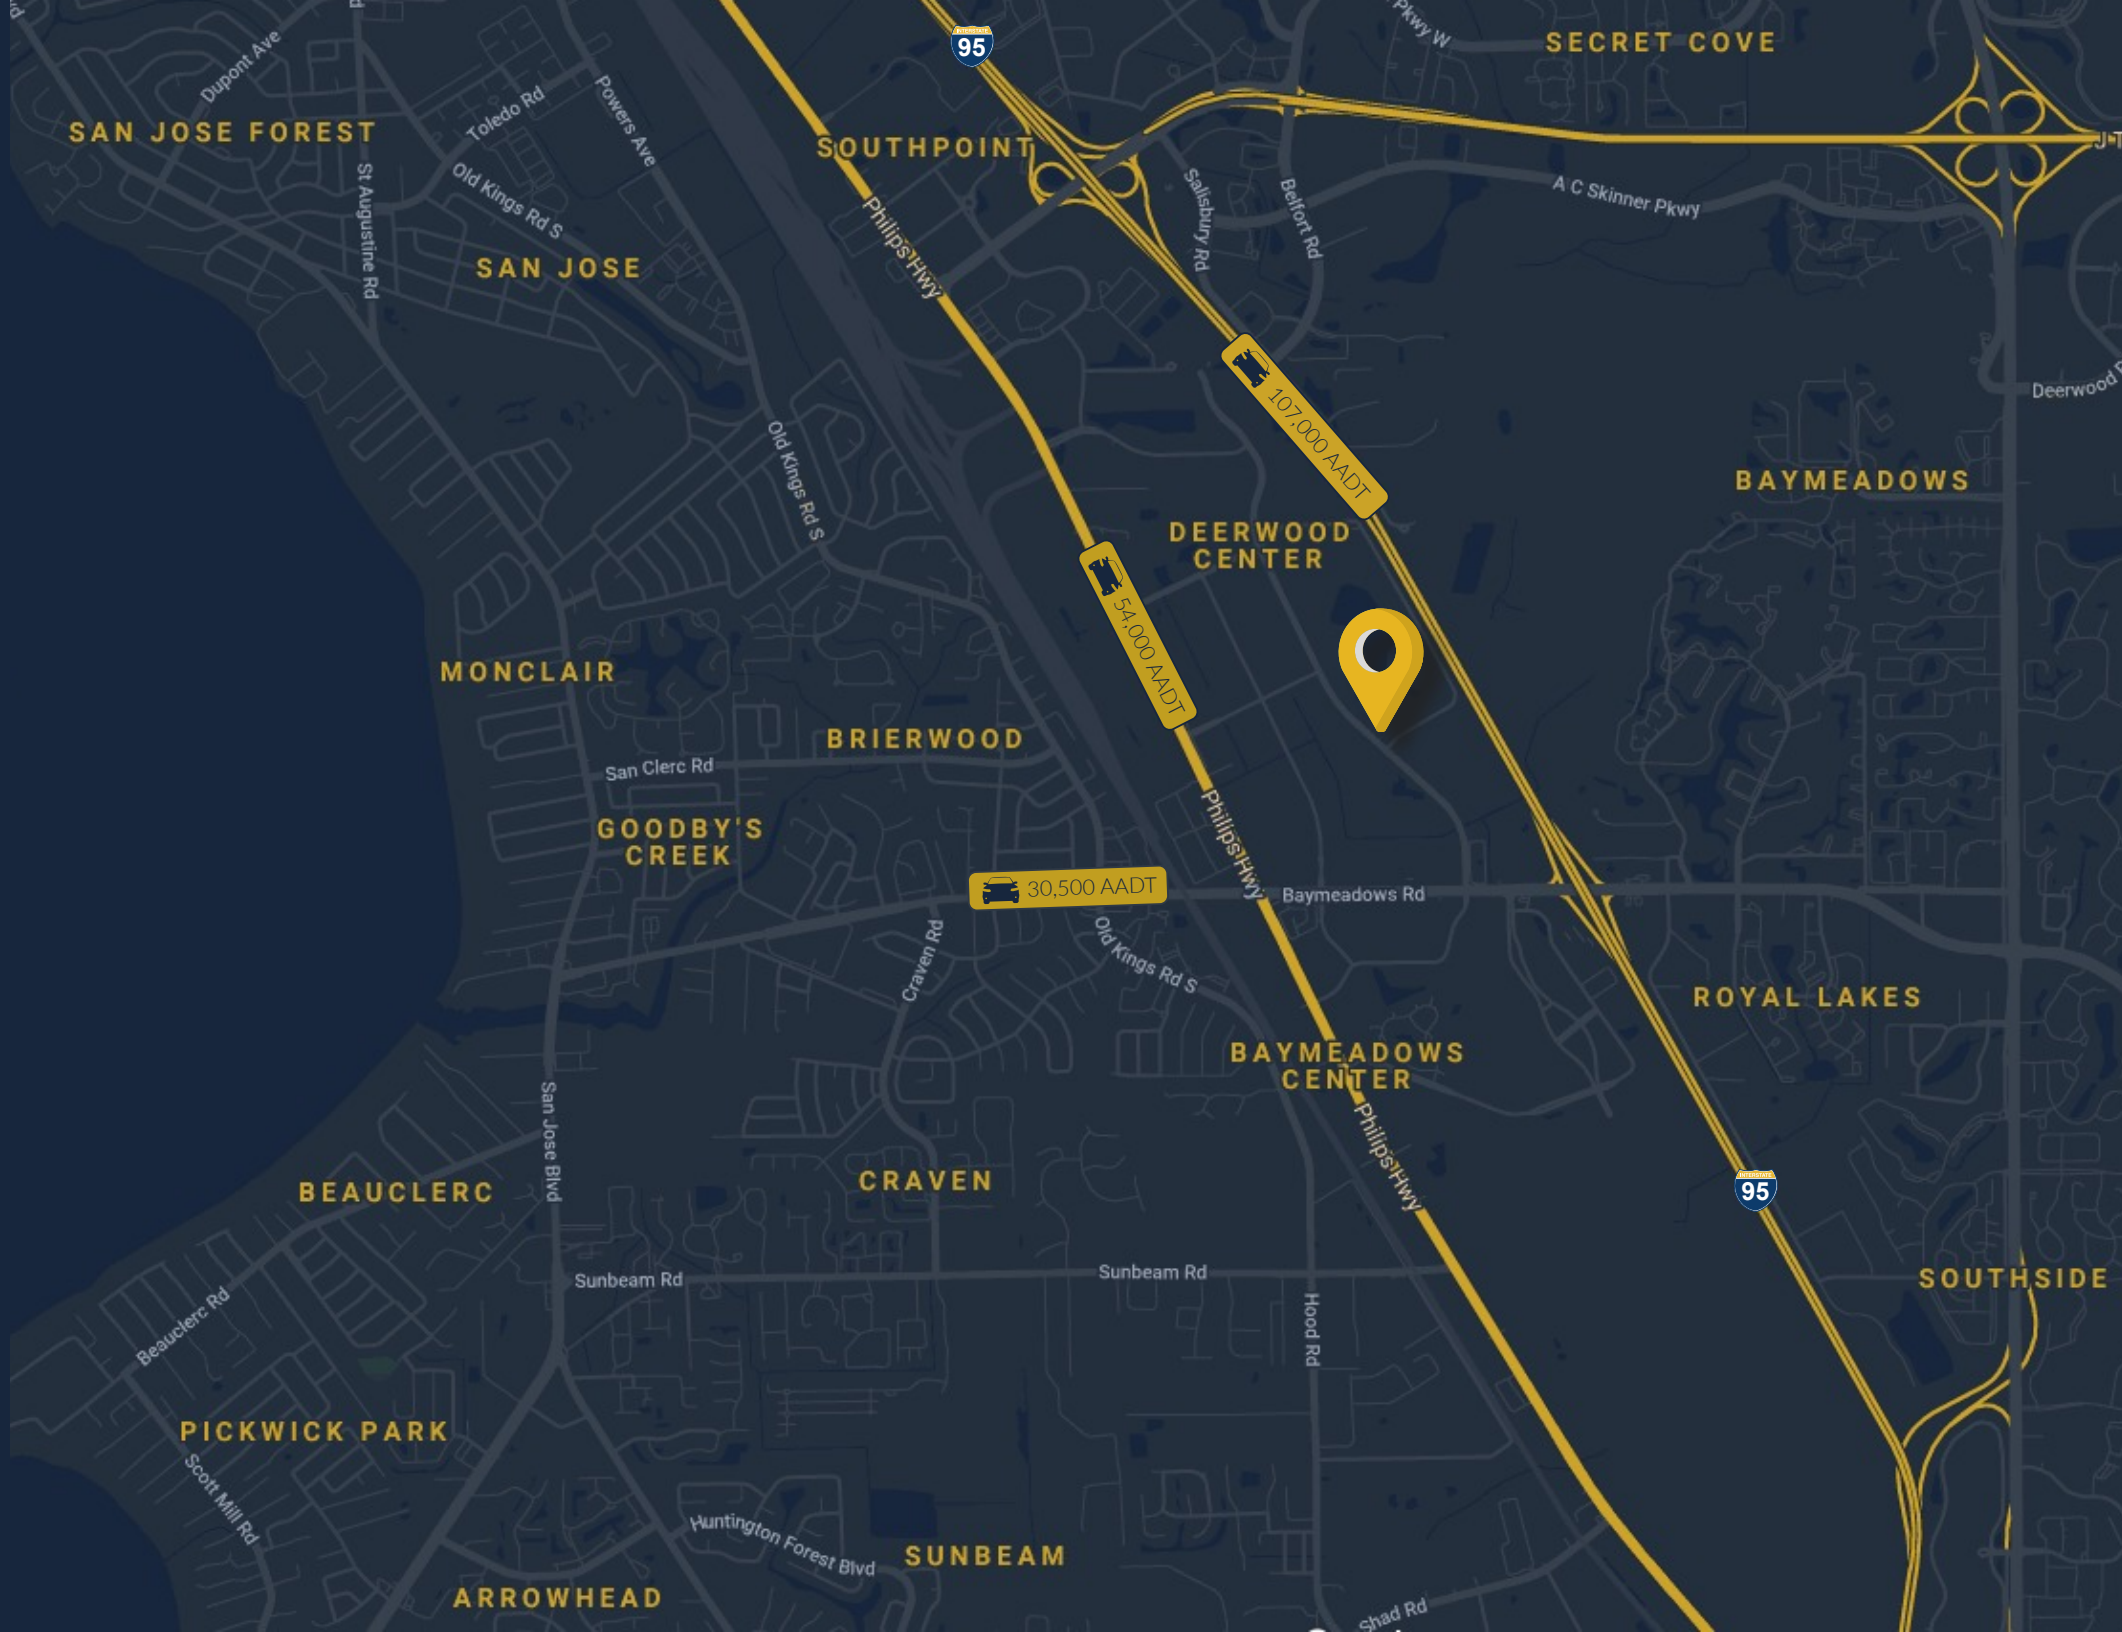 Pkwy W
SECRET COVE
INTERSTATE
95
Dupont Ave
Toledo Rd
Powers Ave
SAN JOSE FOREST
SOUTHPOINT
St Augustine Rd
Old Kings Rd S
Philips Hwy
Salisbury Rd
Belfort Rd
A C Skinner Pkwy
SAN JOSE
Deerwood
107,000 AADT
Old Kings Rd S
BAYMEADOWS
DEERWOOD
CENTER
54,000 AADT
MONCLAIR
BRIERWOOD
San Clerc Rd
GOODBY'S
CREEK
Philips Hwy
30,500 AADT
Baymeadows Rd
Craven Rd
Old Kings Rd S
ROYAL LAKES
BAYMEADOWS
CENTER
San Jose Blvd
Philips Hwy
CRAVEN
BEAUCLERC
INTERSTATE
95
Sunbeam Rd
Sunbeam Rd
SOUTHSIDE
Beauclerc Rd
Hood Rd
PICKWICK PARK
Scott Mill Rd
Huntington Forest Blvd
SUNBEAM
ARROWHEAD
Shad Rd